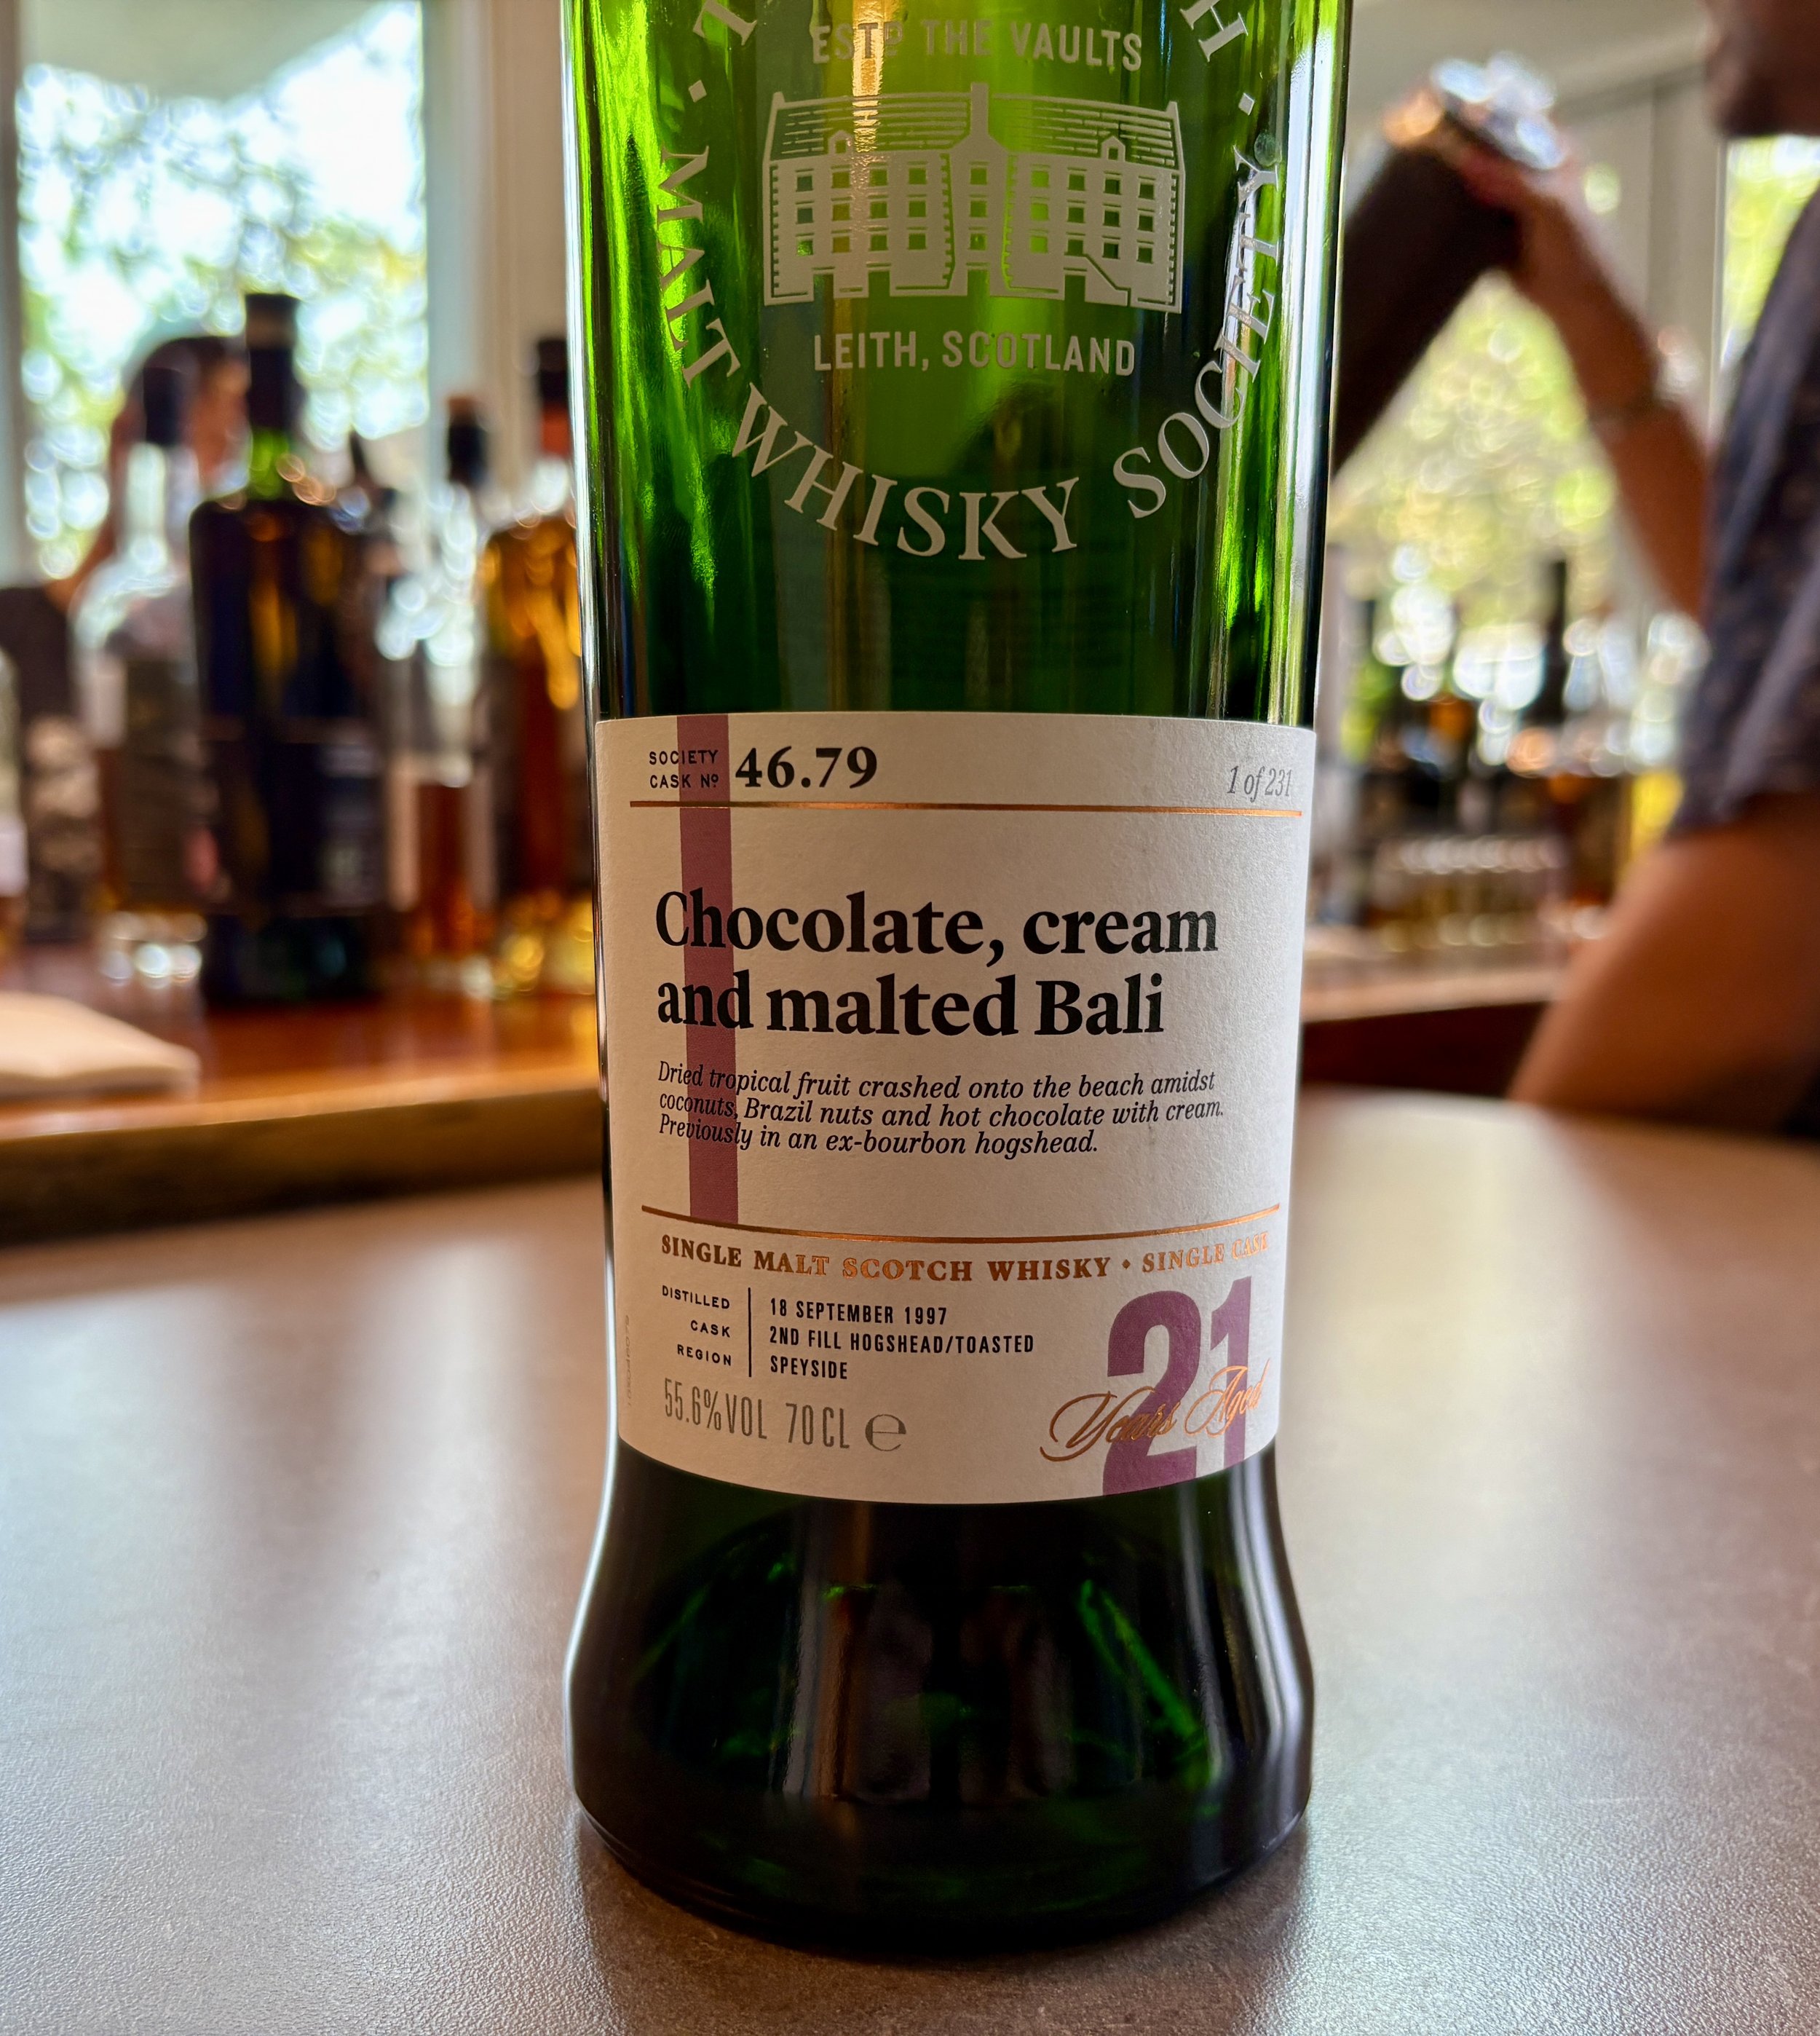 ESTD THE VAULTS
LEITH, SCOTLAND
MALT WHISKY SOCIETY
SOCIETY
CASK Nº 46.79
1 of 231
Chocolate, cream
and malted Bali
Dried tropical fruit crashed onto the beach amidst
coconuts, Brazil nuts and hot chocolate with cream.
Previously in an ex-bourbon hogshead.
SINGLE MALT SCOTCH WHISKY • SINGLE CASK
DISTILLED 18 SEPTEMBER 1997
CASK 2ND FILL HOGSHEAD/TOASTED
REGION SPEYSIDE
55.6%VOL 70CL e
21
Years Aged